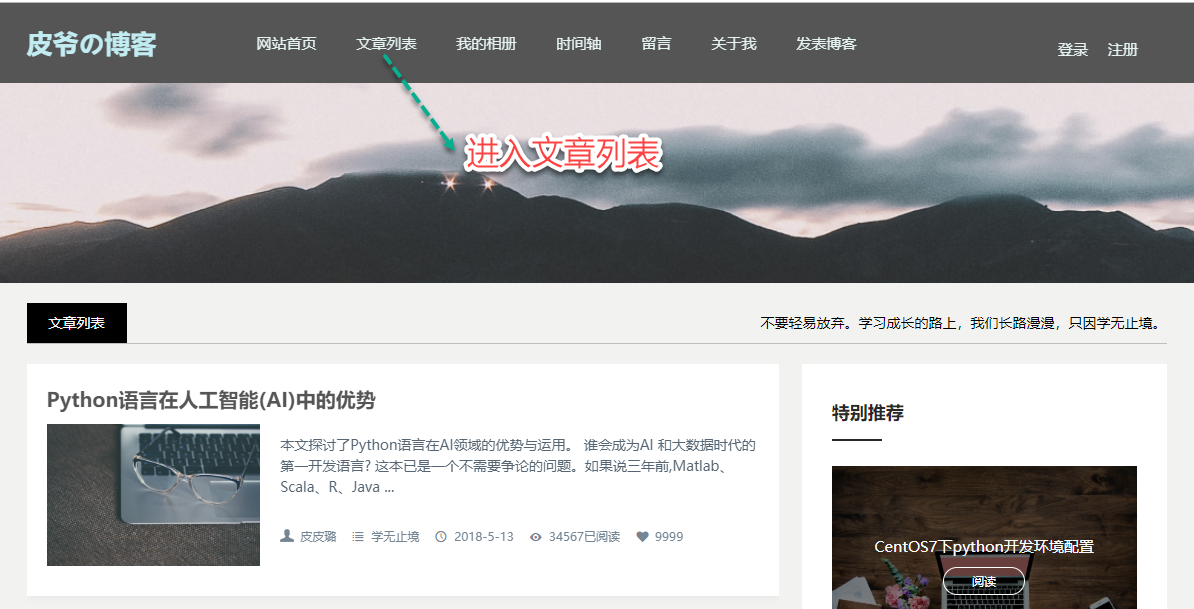 皮爷の博客
网站首页 文章列表 我的相册 时间轴 留言 关于我 发表博客 登录 注册
进入文章列表
文章列表 不要轻易放弃。学习成长的路上，我们长路漫漫，只因学无止境。
Python语言在人工智能(AI)中的优势
本文探讨了Python语言在AI领域的优势与运用。 谁会成为AI 和大数据时代的
第一开发语言? 这本已是一个不需要争论的问题。如果说三年前,Matlab、
Scala、R、Java ...
皮皮璐 学无止境 2018-5-13 34567已阅读 9999
特别推荐
CentOS7下python开发环境配置
阅读